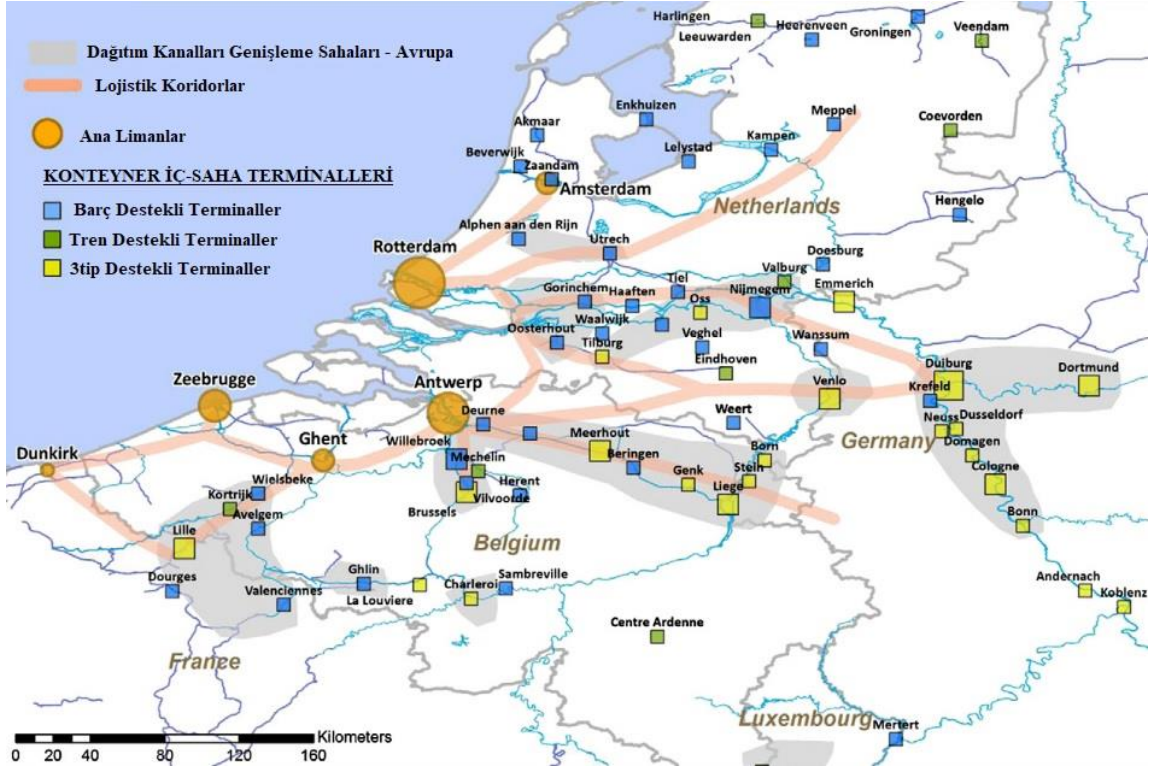 Dağıtım Kanalları Genişleme Sahaları - Avrupa
Lojistik Koridorlar
Ana Limanlar
KONTEYNER İÇ-SAHA TERMİNALLERİ
Barç Destekli Terminaller
Tren Destekli Terminaller
3tip Destekli Terminaller
Harlingen
Leeuwarden
Heerenveen
Groningen
Veendam
Enkhuizen
Akmaar
Meppel
Coevorden
Kampen
Lelystad
Beverwijk
Zaandam
Amsterdam
Netherlands
Hengelo
Alphen aan den Rijn
Utrech
Rotterdam
Doesburg
Valburg
Emmerich
Tiel
Nijmegem
Gorinchem
Haaften
Oss
Waalwijk
Oosterhout
Tilburg
Veghel
Eindhoven
Wanssum
Duiburg
Dortmund
Zeebrugge
Antwerp
Venlo
Krefeld
Deurne
Weert
Neuss
Dusseldorf
Germany
Ghent
Willebroek
Meerhout
Born
Domagen
Dunkirk
Mechelin
Beringen
Stein
Cologne
Wielsbeke
Genk
Herent
Kortrijk
Vilvoorde
Liege
Avelgem
Brussels
Bonn
Lille
Belgium
Ghlin
Charleroi
Sambreville
Dourges
Valenciennes
La Louviere
Andernach
Koblenz
Centre Ardenne
France
Luxembourg
Mertert
Kilometers
0 20 40 80 120 160